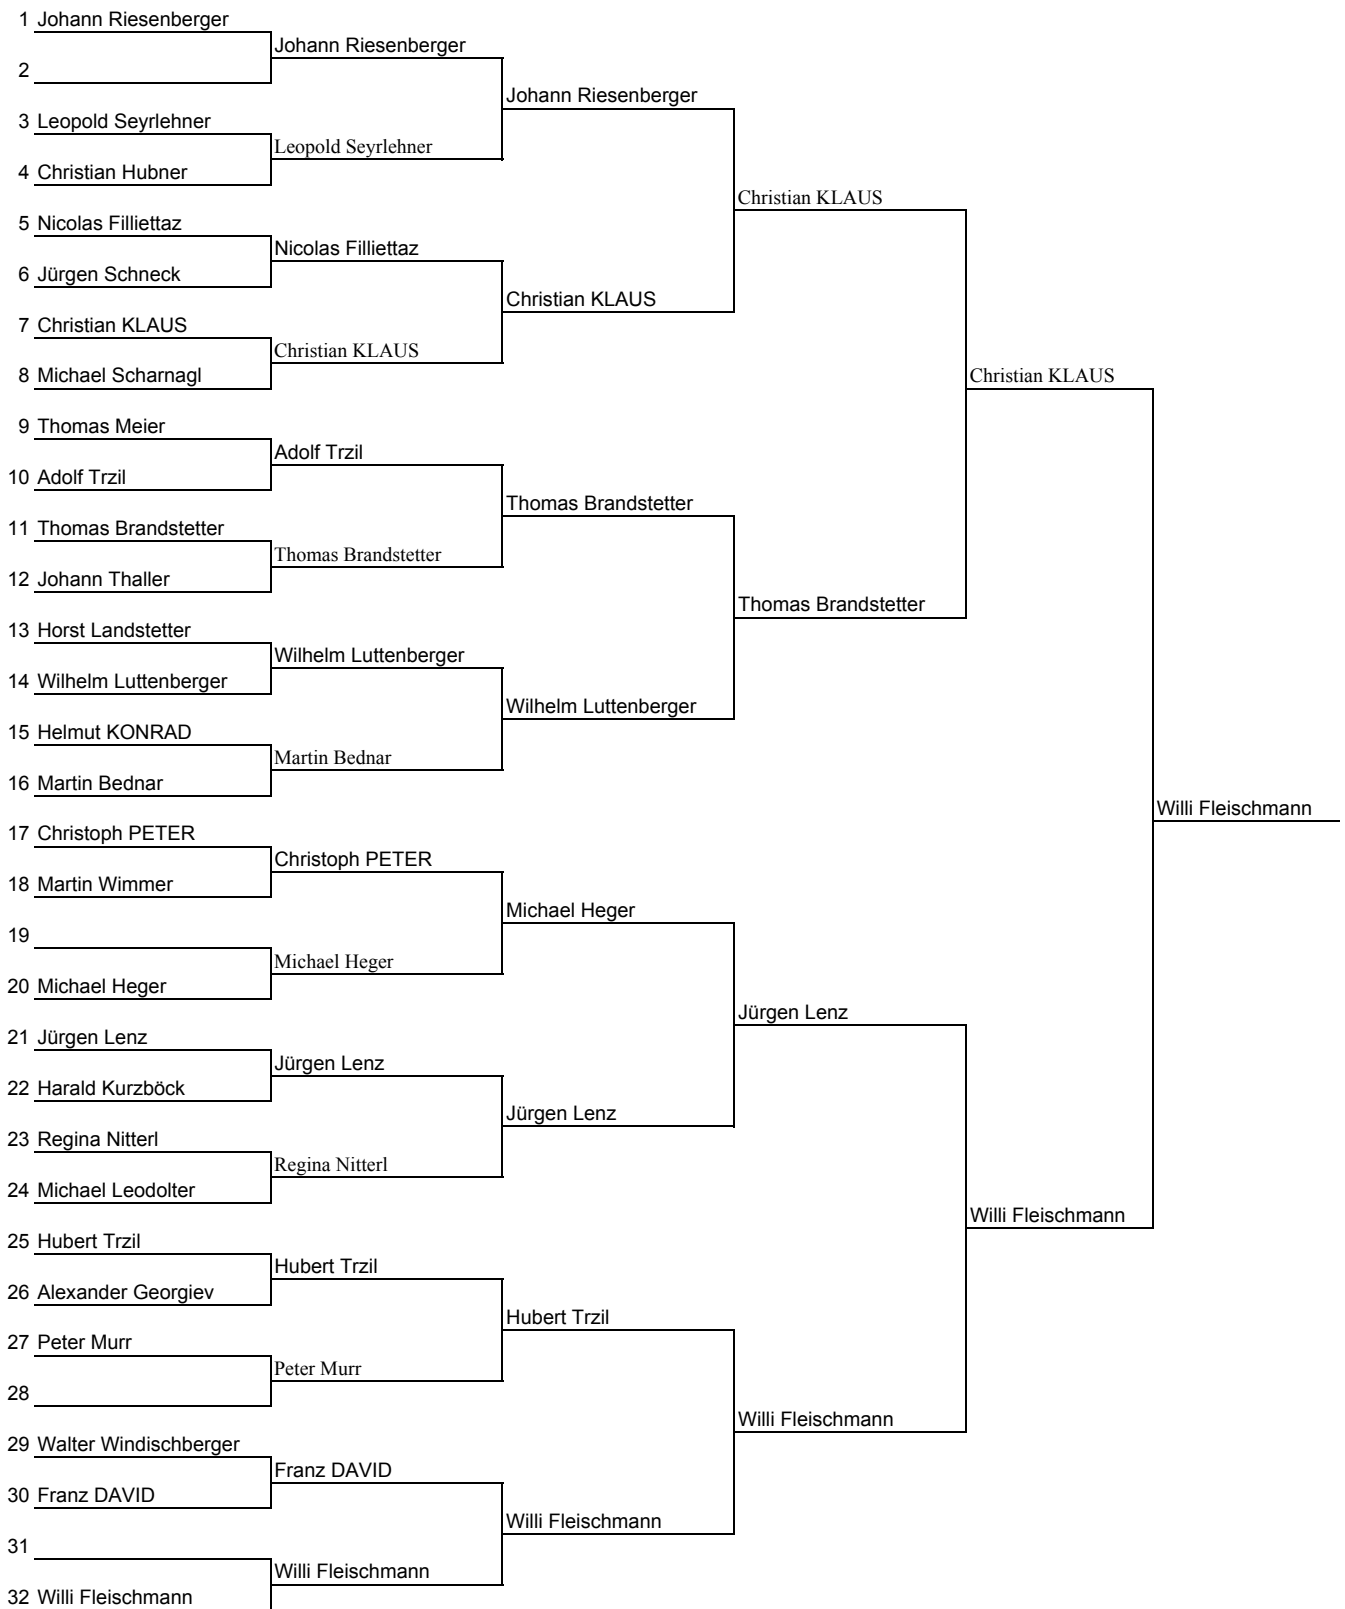 1 Johann Riesenberger
Johann Riesenberger
2
Johann Riesenberger
3 Leopold Seyrlehner
Leopold Seyrlehner
4 Christian Hubner
Christian KLAUS
5 Nicolas Filliettaz
Nicolas Filliettaz
6 Jürgen Schneck
Christian KLAUS
7 Christian KLAUS
Christian KLAUS
8 Michael Scharnagl
Christian KLAUS
9 Thomas Meier
Adolf Trzil
10 Adolf Trzil
Thomas Brandstetter
11 Thomas Brandstetter
Thomas Brandstetter
12 Johann Thaller
Thomas Brandstetter
13 Horst Landstetter
Wilhelm Luttenberger
14 Wilhelm Luttenberger
Wilhelm Luttenberger
15 Helmut KONRAD
Martin Bednar
16 Martin Bednar
Willi Fleischmann
17 Christoph PETER
Christoph PETER
18 Martin Wimmer
Michael Heger
19
Michael Heger
20 Michael Heger
Jürgen Lenz
21 Jürgen Lenz
Jürgen Lenz
22 Harald Kurzböck
Jürgen Lenz
23 Regina Nitterl
Regina Nitterl
24 Michael Leodolter
Willi Fleischmann
25 Hubert Trzil
Hubert Trzil
26 Alexander Georgiev
Hubert Trzil
27 Peter Murr
Peter Murr
28
Willi Fleischmann
29 Walter Windischberger
Franz DAVID
30 Franz DAVID
Willi Fleischmann
31
Willi Fleischmann
32 Willi Fleischmann